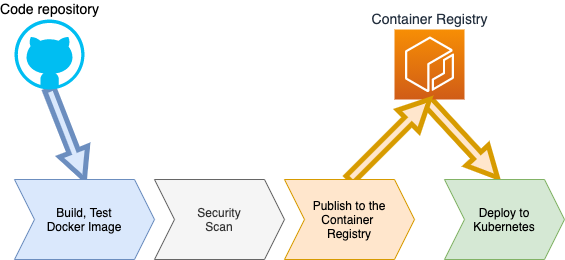 Code repository
Container Registry
Build, Test
Docker Image
Security
Scan
Publish to the
Container
Registry
Deploy to
Kubernetes